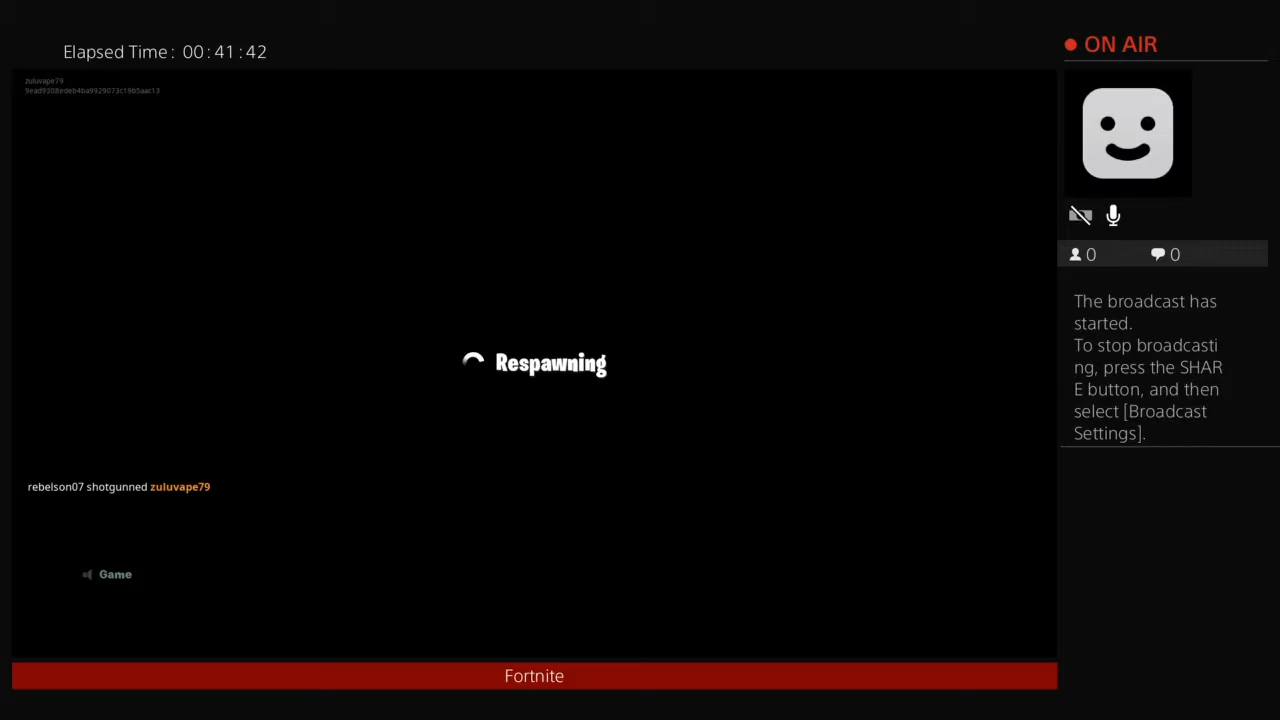 Elapsed Time: 00:41:42
ON AIR
zuluvape79
9ead9308edeb4ba9929073c19b5aac13
0 0
The broadcast has
started.
To stop broadcasti
ng, press the SHAR
E button, and then
select [Broadcast
Settings].
Respawning
rebelson07 shotgunned zuluvape79
Game
Fortnite